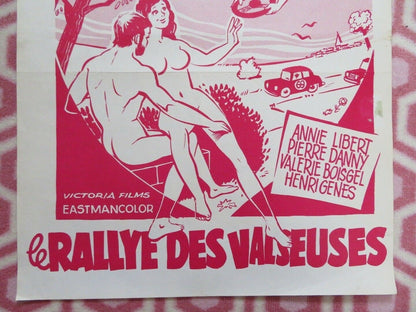 ANNIE LIBERT
PIERRE DANNY
VALERIE BOISGEL
HENRI GENES
VICTORIA FILMS
EASTMANCOLOR
le RALLYE DES VALSEUSES